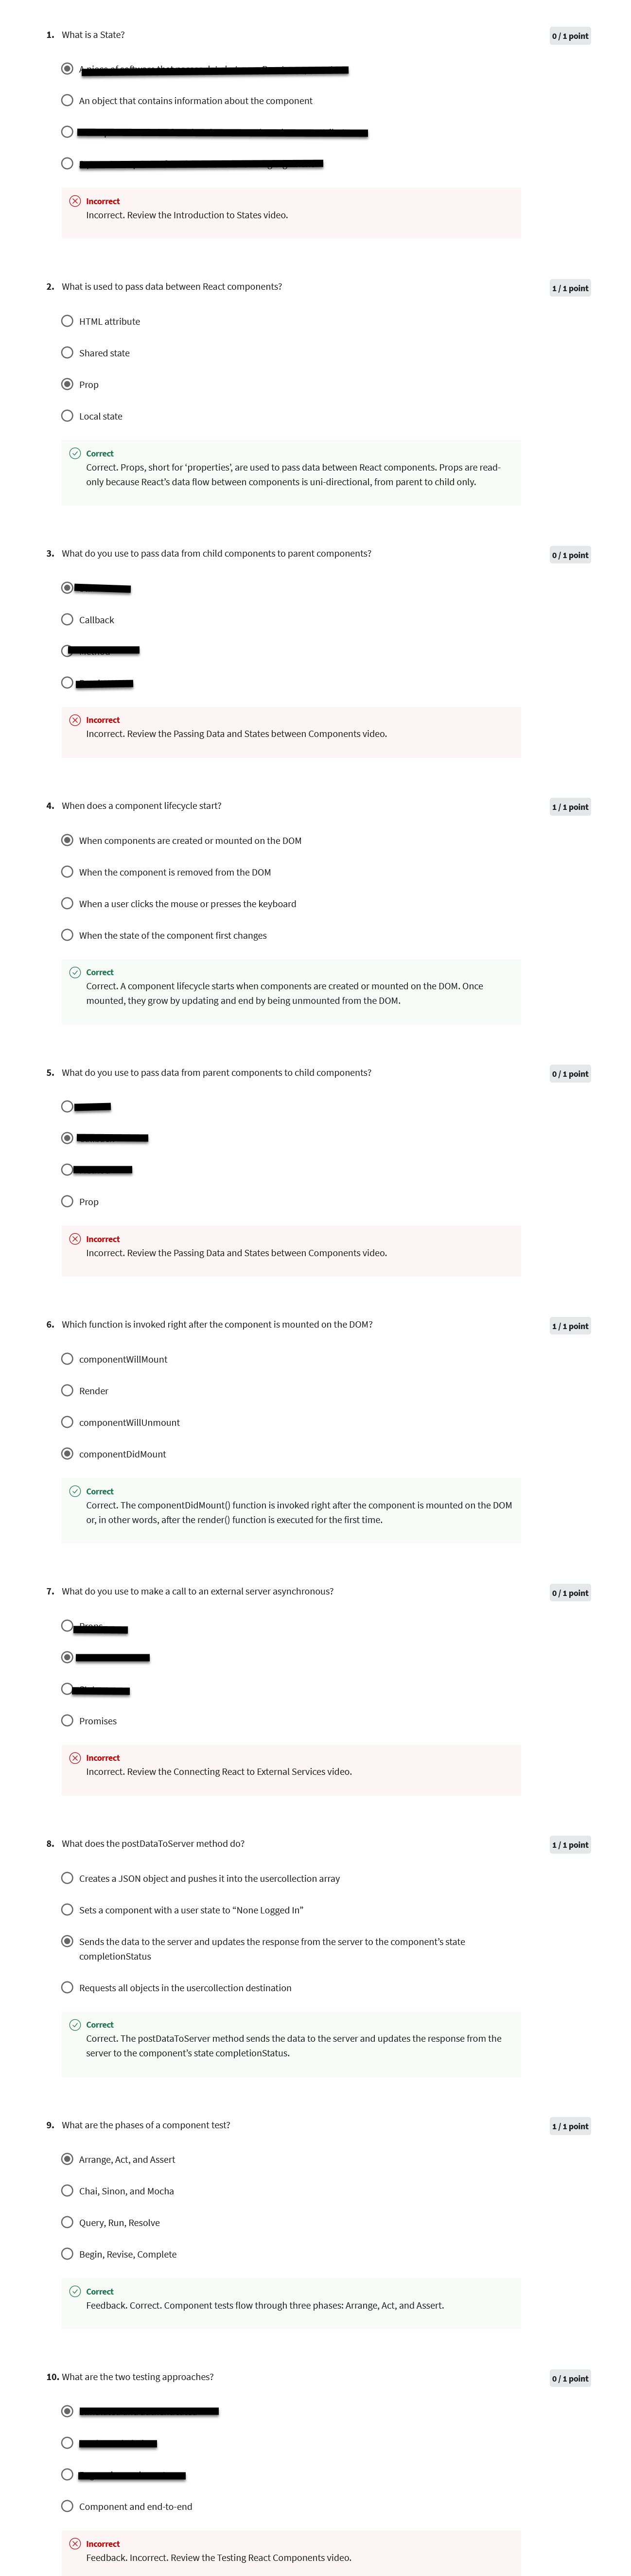 1. What is a State?
0 / 1 point
An object that contains information about the component
Incorrect
Incorrect. Review the Introduction to States video.
2. What is used to pass data between React components?
1 / 1 point
HTML attribute
Shared state
Prop
Local state
Correct
Correct. Props, short for ‘properties’, are used to pass data between React components. Props are read-
only because React’s data flow between components is uni-directional, from parent to child only.
3. What do you use to pass data from child components to parent components?
0 / 1 point
Callback
Incorrect
Incorrect. Review the Passing Data and States between Components video.
4. When does a component lifecycle start?
1 / 1 point
When components are created or mounted on the DOM
When the component is removed from the DOM
When a user clicks the mouse or presses the keyboard
When the state of the component first changes
Correct
Correct. A component lifecycle starts when components are created or mounted on the DOM. Once
mounted, they grow by updating and end by being unmounted from the DOM.
5. What do you use to pass data from parent components to child components?
0 / 1 point
Prop
Incorrect
Incorrect. Review the Passing Data and States between Components video.
6. Which function is invoked right after the component is mounted on the DOM?
1 / 1 point
componentWillMount
Render
componentWillUnmount
componentDidMount
Correct
Correct. The componentDidMount() function is invoked right after the component is mounted on the DOM
or, in other words, after the render() function is executed for the first time.
7. What do you use to make a call to an external server asynchronous?
0 / 1 point
Promises
Incorrect
Incorrect. Review the Connecting React to External Services video.
8. What does the postDataToServer method do?
1 / 1 point
Creates a JSON object and pushes it into the usercollection array
Sets a component with a user state to “None Logged In”
Sends the data to the server and updates the response from the server to the component’s state
completionStatus
Requests all objects in the usercollection destination
Correct
Correct. The postDataToServer method sends the data to the server and updates the response from the
server to the component’s state completionStatus.
9. What are the phases of a component test?
1 / 1 point
Arrange, Act, and Assert
Chai, Sinon, and Mocha
Query, Run, Resolve
Begin, Revise, Complete
Correct
Feedback. Correct. Component tests flow through three phases: Arrange, Act, and Assert.
10. What are the two testing approaches?
0 / 1 point
Component and end-to-end
Incorrect
Feedback. Incorrect. Review the Testing React Components video.